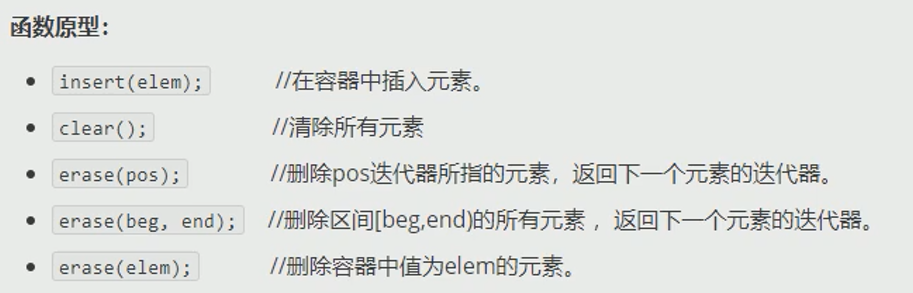 函数原型：
insert(elem); //在容器中插入元素。
clear(); //清除所有元素
erase(pos); //删除pos迭代器所指的元素，返回下一个元素的迭代器。
erase(beg, end); //删除区间[beg,end)的所有元素 ，返回下一个元素的迭代器。
erase(elem); //删除容器中值为elem的元素。